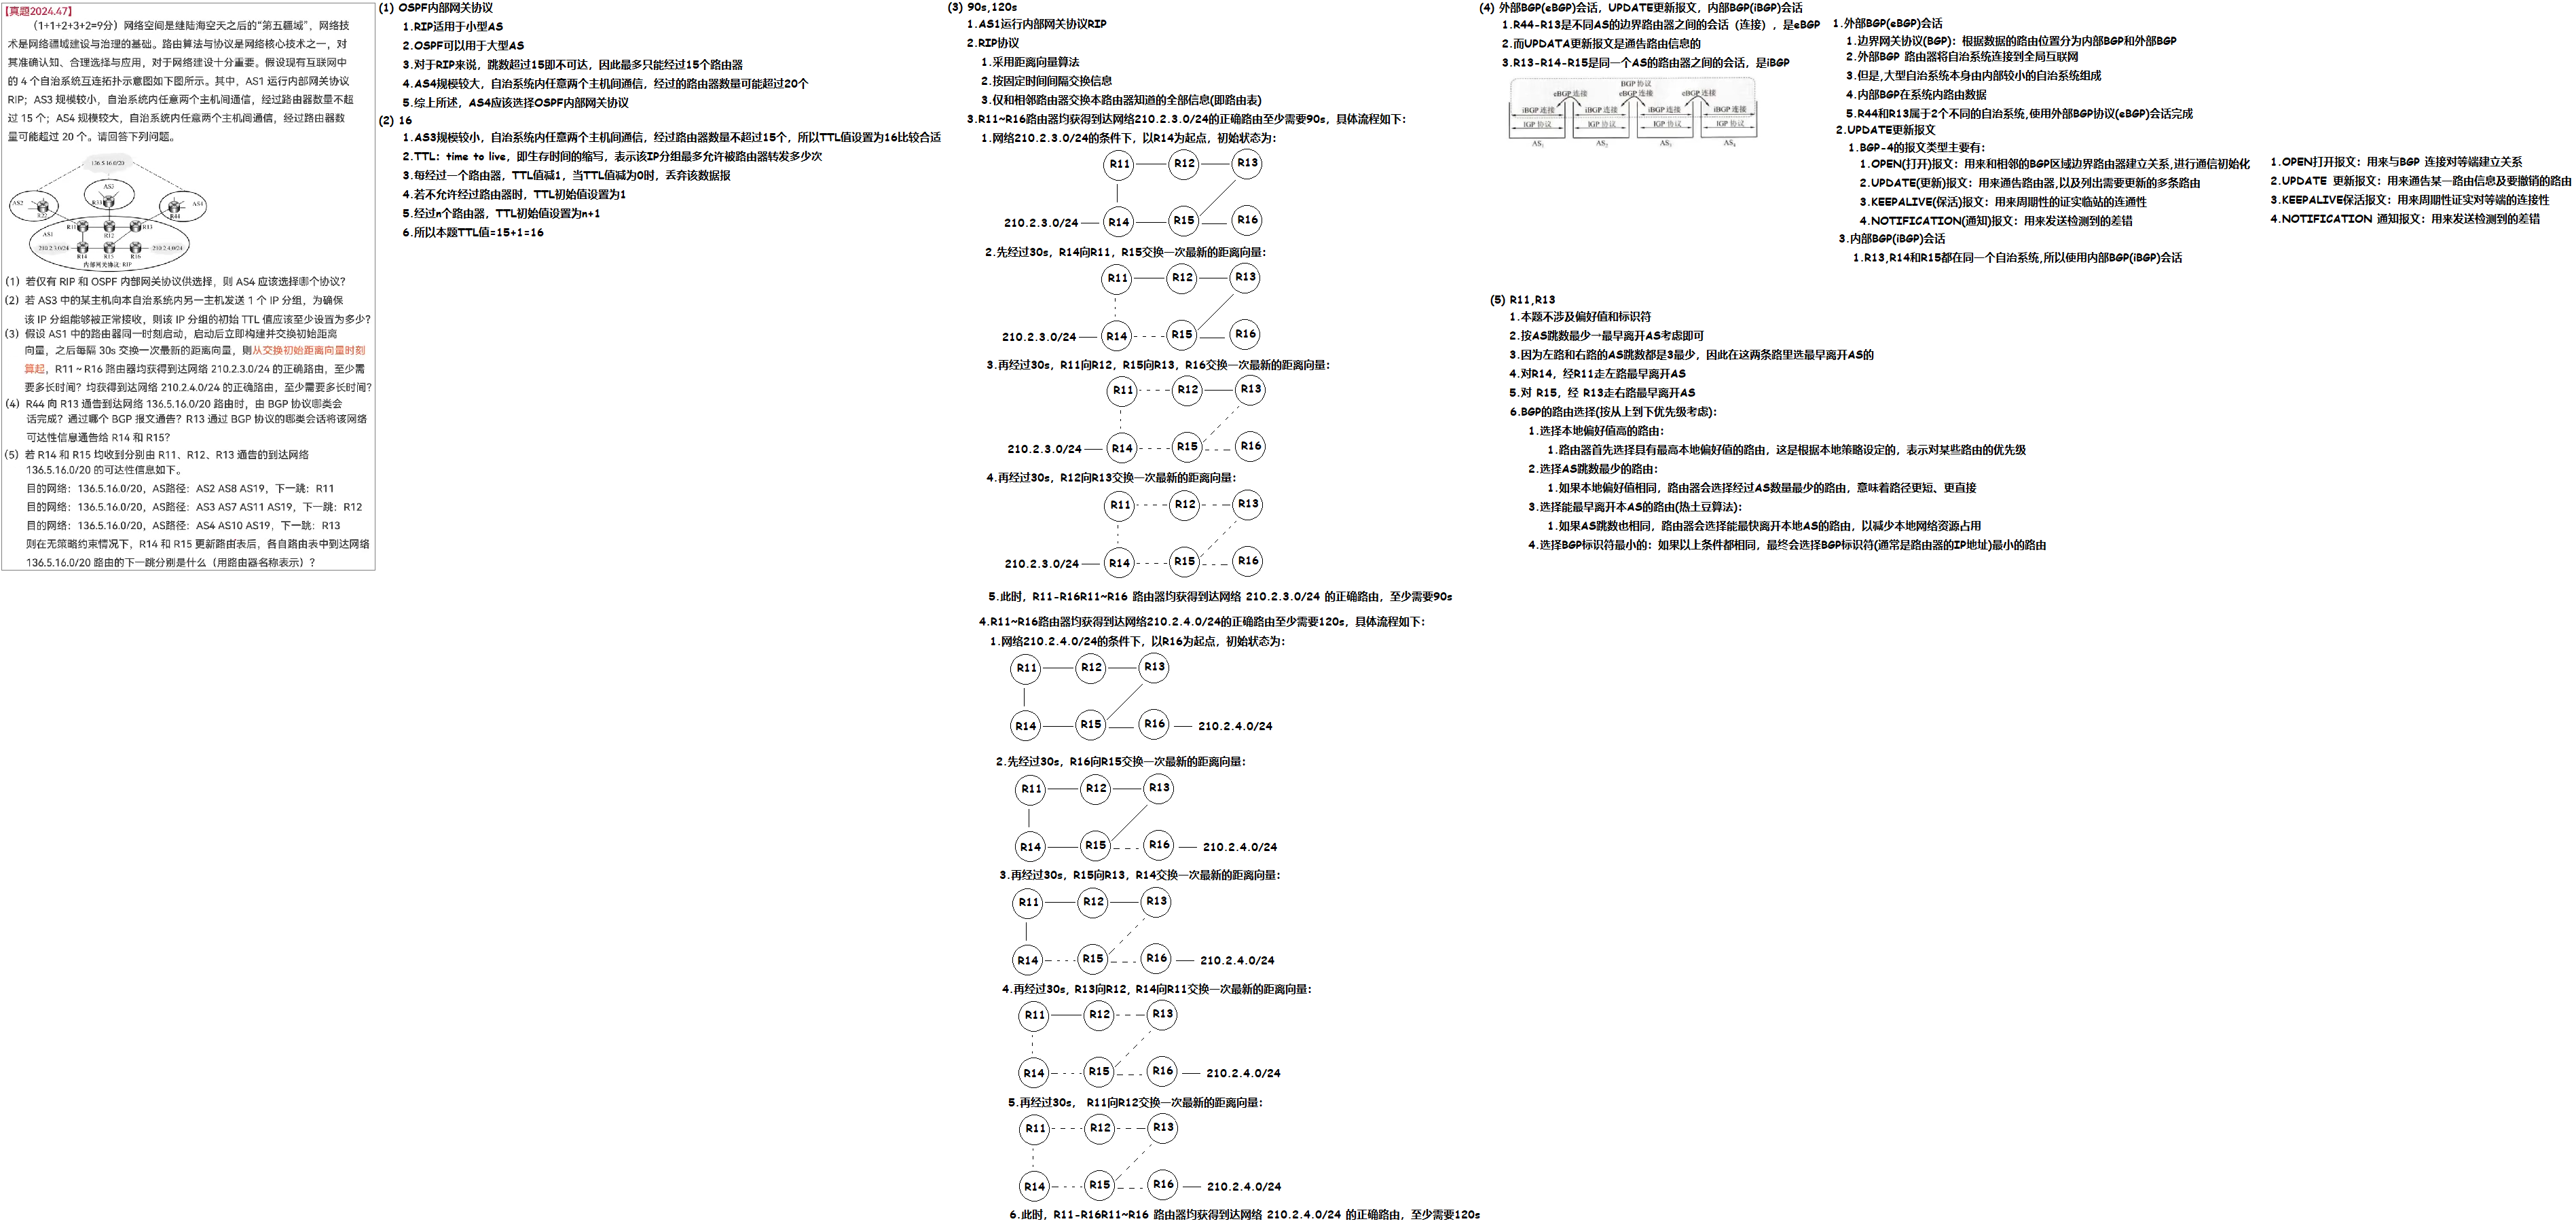 【真题2024.47】
(1+1+2+3+2=9分) 网络空间是继陆海空天之后的“第五疆域”，网络技
术是网络疆域建设与治理的基础。路由算法与协议是网络核心技术之一，对
其准确认知、合理选择与应用，对于网络建设十分重要。假设现有互联网中
的 4 个自治系统互连拓扑示意图如下图所示。其中，AS1 运行内部网关协议
RIP；AS3 规模较小，自治系统内任意两个主机间通信，经过路由器数量不超
过 15 个；AS4 规模较大，自治系统内任意两个主机间通信，经过路由器数
量可能超过 20 个。请回答下列问题。
136.5.16.0/20
AS3
R33
AS2
R22
AS4
R44
R11
R12
R13
AS1
210.2.3.0/24
210.2.4.0/24
R14
R15
R16
内部网关协议 RIP
(1) 若仅有 RIP 和 OSPF 内部网关协议供选择，则 AS4 应该选择哪个协议？
(2) 若 AS3 中的某主机向本自治系统内另一主机发送 1 个 IP 分组，为确保
该 IP 分组能够被正常接收，则该 IP 分组的初始 TTL 值应该至少设置为多少？
(3) 假设 AS1 中的路由器同一时刻启动，启动后立即构建并交换初始距离
向量，之后每隔 30s 交换一次最新的距离向量，则从交换初始距离向量时刻
算起，R11 ~ R16 路由器均获得到达网络 210.2.3.0/24 的正确路由，至少需
要多长时间？均获得到达网络 210.2.4.0/24 的正确路由，至少需要多长时间？
(4) R44 向 R13 通告到达网络 136.5.16.0/20 路由时，由 BGP 协议哪类会
话完成？通过哪个 BGP 报文通告？R13 通过 BGP 协议的哪类会话将该网络
可达性信息通告给 R14 和 R15？
(5) 若 R14 和 R15 均收到分别由 R11、R12、R13 通告的到达网络
136.5.16.0/20 的可达性信息如下。
目的网络：136.5.16.0/20，AS路径：AS2 AS8 AS19，下一跳：R11
目的网络：136.5.16.0/20，AS路径：AS3 AS7 AS11 AS19，下一跳：R12
目的网络：136.5.16.0/20，AS路径：AS4 AS10 AS19，下一跳：R13
则在无策略约束情况下，R14 和 R15 更新路由表后，各自路由表中到达网络
136.5.16.0/20 路由的下一跳分别是什么（用路由器名称表示）？
(1) OSPF内部网关协议
1.RIP适用于小型AS
2.OSPF可以用于大型AS
3.对于RIP来说，跳数超过15即不可达，因此最多只能经过15个路由器
4.AS4规模较大，自治系统内任意两个主机间通信，经过的路由器数量可能超过20个
5.综上所述，AS4应该选择OSPF内部网关协议
(2) 16
1.AS3规模较小，自治系统内任意两个主机间通信，经过路由器数量不超过15个，所以TTL值设置为16比较合适
2.TTL：time to live，即生存时间的缩写，表示该IP分组最多允许被路由器转发多少次
3.每经过一个路由器，TTL值减1，当TTL值减为0时，丢弃该数据报
4.若不允许经过路由器时，TTL初始值设置为1
5.经过n个路由器，TTL初始值设置为n+1
6.所以本题TTL值=15+1=16
(3) 90s,120s
1.AS1运行内部网关协议RIP
2.RIP协议
1.采用距离向量算法
2.按固定时间间隔交换信息
3.仅和相邻路由器交换本路由器知道的全部信息(即路由表)
3.R11~R16路由器均获得到达网络210.2.3.0/24的正确路由至少需要90s，具体流程如下：
1.网络210.2.3.0/24的条件下，以R14为起点，初始状态为：
R11 R12 R13
210.2.3.0/24 R14 R15 R16
2.先经过30s，R14向R11，R15交换一次最新的距离向量：
R11 R12 R13
210.2.3.0/24 R14 R15 R16
3.再经过30s，R11向R12，R15向R13，R16交换一次最新的距离向量：
R11 R12 R13
210.2.3.0/24 R14 R15 R16
4.再经过30s，R12向R13交换一次最新的距离向量：
R11 R12 R13
210.2.3.0/24 R14 R15 R16
5.此时，R11-R16R11~R16 路由器均获得到达网络 210.2.3.0/24 的正确路由，至少需要90s
4.R11~R16路由器均获得到达网络210.2.4.0/24的正确路由至少需要120s，具体流程如下：
1.网络210.2.4.0/24的条件下，以R16为起点，初始状态为：
R11 R12 R13
R14 R15 R16 210.2.4.0/24
2.先经过30s，R16向R15交换一次最新的距离向量：
R11 R12 R13
R14 R15 R16 210.2.4.0/24
3.再经过30s，R15向R13，R14交换一次最新的距离向量：
R11 R12 R13
R14 R15 R16 210.2.4.0/24
4.再经过30s，R13向R12，R14向R11交换一次最新的距离向量：
R11 R12 R13
R14 R15 R16 210.2.4.0/24
5.再经过30s， R11向R12交换一次最新的距离向量：
R11 R12 R13
R14 R15 R16 210.2.4.0/24
6.此时，R11-R16R11~R16 路由器均获得到达网络 210.2.4.0/24 的正确路由，至少需要120s
(4) 外部BGP(eBGP)会话，UPDATE更新报文，内部BGP(iBGP)会话
1.R44-R13是不同AS的边界路由器之间的会话（连接），是eBGP
2.而UPDATA更新报文是通告路由信息的
3.R13-R14-R15是同一个AS的路由器之间的会话，是iBGP
BGP 协议
eBGP 连接 eBGP 连接 eBGP 连接
iBGP 连接 iBGP 连接 iBGP 连接 iBGP 连接
IGP 协议 IGP 协议 IGP 协议 IGP 协议
AS₁ AS₂ AS₃ AS₄
1.外部BGP(eBGP)会话
1.边界网关协议(BGP)：根据数据的路由位置分为内部BGP和外部BGP
2.外部BGP 路由器将自治系统连接到全局互联网
3.但是,大型自治系统本身由内部较小的自治系统组成
4.内部BGP在系统内路由数据
5.R44和R13属于2个不同的自治系统,使用外部BGP协议(eBGP)会话完成
2.UPDATE更新报文
1.BGP-4的报文类型主要有：
1.OPEN(打开)报文：用来和相邻的BGP区域边界路由器建立关系,进行通信初始化
2.UPDATE(更新)报文：用来通告路由器,以及列出需要更新的多条路由
3.KEEPALIVE(保活)报文：用来周期性的证实临站的连通性
4.NOTIFICATION(通知)报文：用来发送检测到的差错
3.内部BGP(iBGP)会话
1.R13,R14和R15都在同一个自治系统,所以使用内部BGP(iBGP)会话
1.OPEN打开报文：用来与BGP 连接对等端建立关系
2.UPDATE 更新报文：用来通告某一路由信息及要撤销的路由
3.KEEPALIVE保活报文：用来周期性证实对等端的连接性
4.NOTIFICATION 通知报文：用来发送检测到的差错
(5) R11,R13
1.本题不涉及偏好值和标识符
2.按AS跳数最少→最早离开AS考虑即可
3.因为左路和右路的AS跳数都是3最少，因此在这两条路里选最早离开AS的
4.对R14，经R11走左路最早离开AS
5.对 R15，经 R13走右路最早离开AS
6.BGP的路由选择(按从上到下优先级考虑)：
1.选择本地偏好值高的路由：
1.路由器首先选择具有最高本地偏好值的路由，这是根据本地策略设定的，表示对某些路由的优先级
2.选择AS跳数最少的路由：
1.如果本地偏好值相同，路由器会选择经过AS数量最少的路由，意味着路径更短、更直接
3.选择能最早离开本AS的路由(热土豆算法)：
1.如果AS跳数也相同，路由器会选择能最快离开本地AS的路由，以减少本地网络资源占用
4.选择BGP标识符最小的：如果以上条件都相同，最终会选择BGP标识符(通常是路由器的IP地址)最小的路由